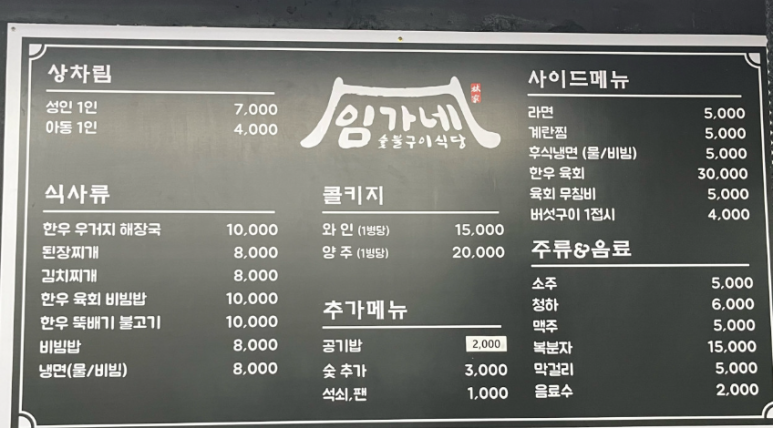 상차림
성인 1인 7,000
아동 1인 4,000
식사류
한우 우거지 해장국 10,000
된장찌개 8,000
김치찌개 8,000
한우 육회 비빔밥 10,000
한우 뚝배기 불고기 10,000
비빔밥 8,000
냉면(물/비빔) 8,000
임가네
숯불구이식당
콜키지
와 인 (1병당) 15,000
양 주 (1병당) 20,000
추가메뉴
공기밥 2,000
숯 추가 3,000
석쇠,팬 1,000
사이드메뉴
라면 5,000
계란찜 5,000
후식냉면 (물/비빔) 5,000
한우 육회 30,000
육회 무침비 5,000
버섯구이 1접시 4,000
주류&음료
소주 5,000
청하 6,000
맥주 5,000
복분자 15,000
막걸리 5,000
음료수 2,000